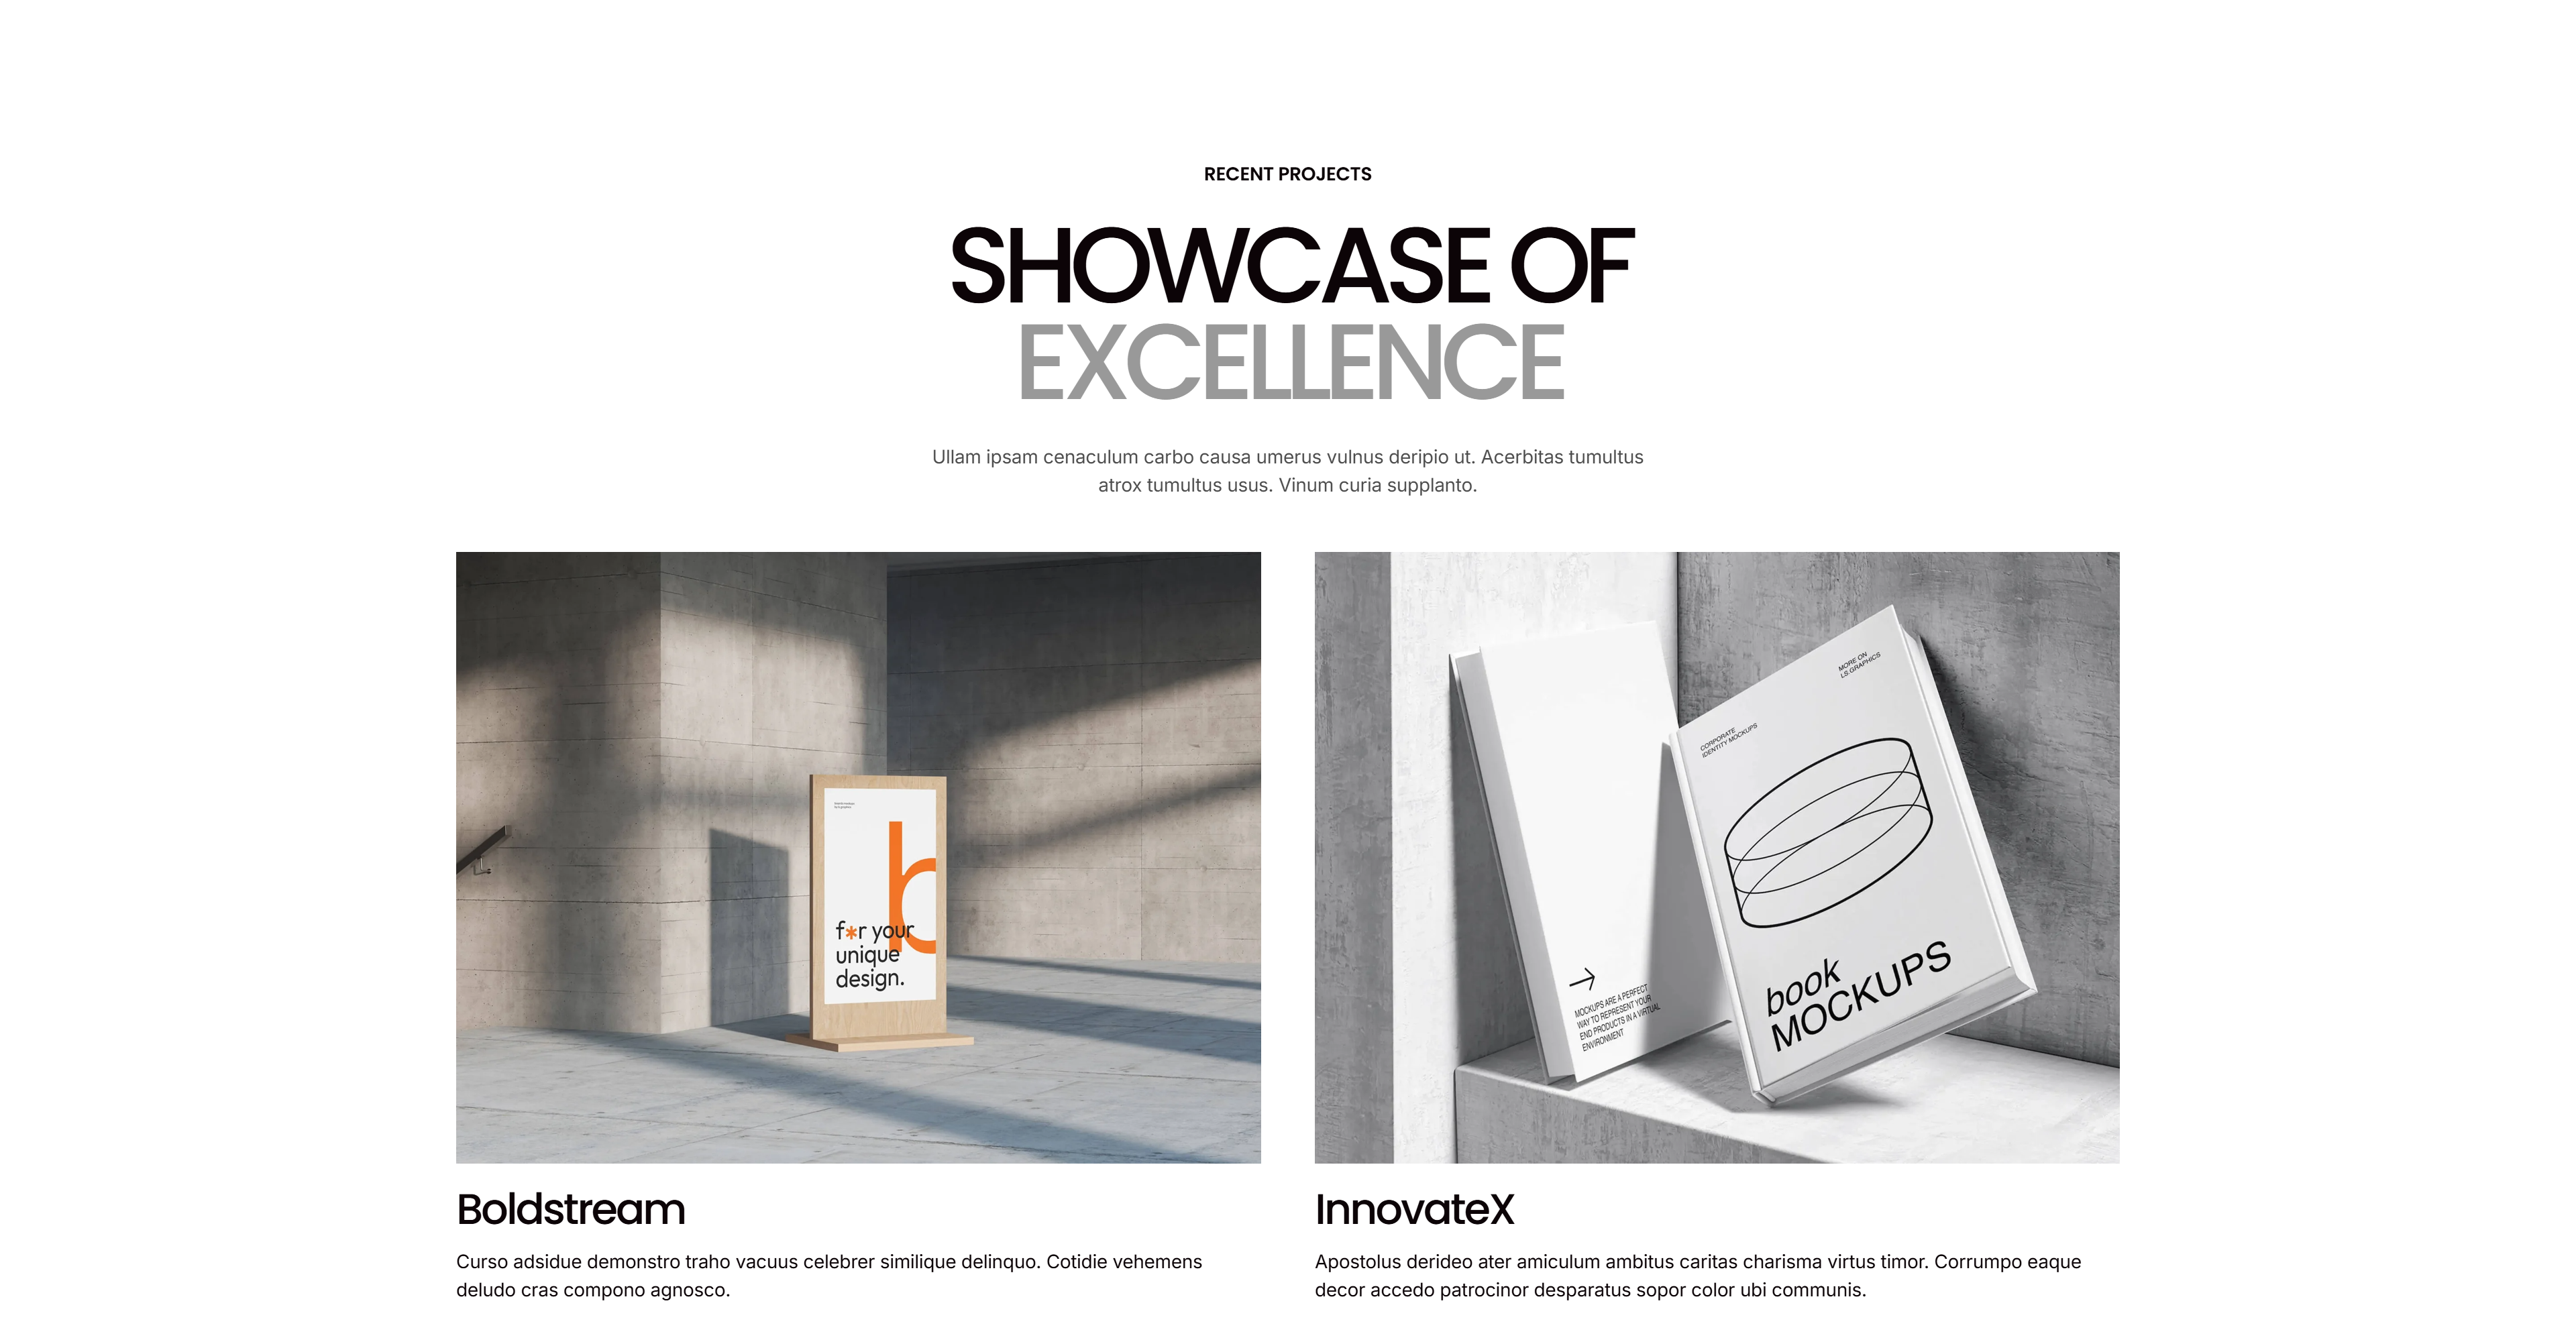 RECENT PROJECTS
SHOWCASE OF
EXCELLENCE
Ullam ipsam cenaculum carbo causa umerus vulnus deripio ut. Acerbitas tumultus
atrox tumultus usus. Vinum curia supplanto.
b
f*r your
unique
design.
MORE ON
LS.GRAPHICS
CORPORATE
IDENTITY MOCKUPS
book
MOCKUPS
MOCKUPS ARE A PERFECT
WAY TO REPRESENT YOUR
END PRODUCTS IN A VIRTUAL
ENVIRONMENT
Boldstream
Curso adsidue demonstro traho vacuus celebrer similique delinquo. Cotidie vehemens
deludo cras compono agnosco.
InnovateX
Apostolus derideo ater amiculum ambitus caritas charisma virtus timor. Corrumpo eaque
decor accedo patrocinor desparatus sopor color ubi communis.